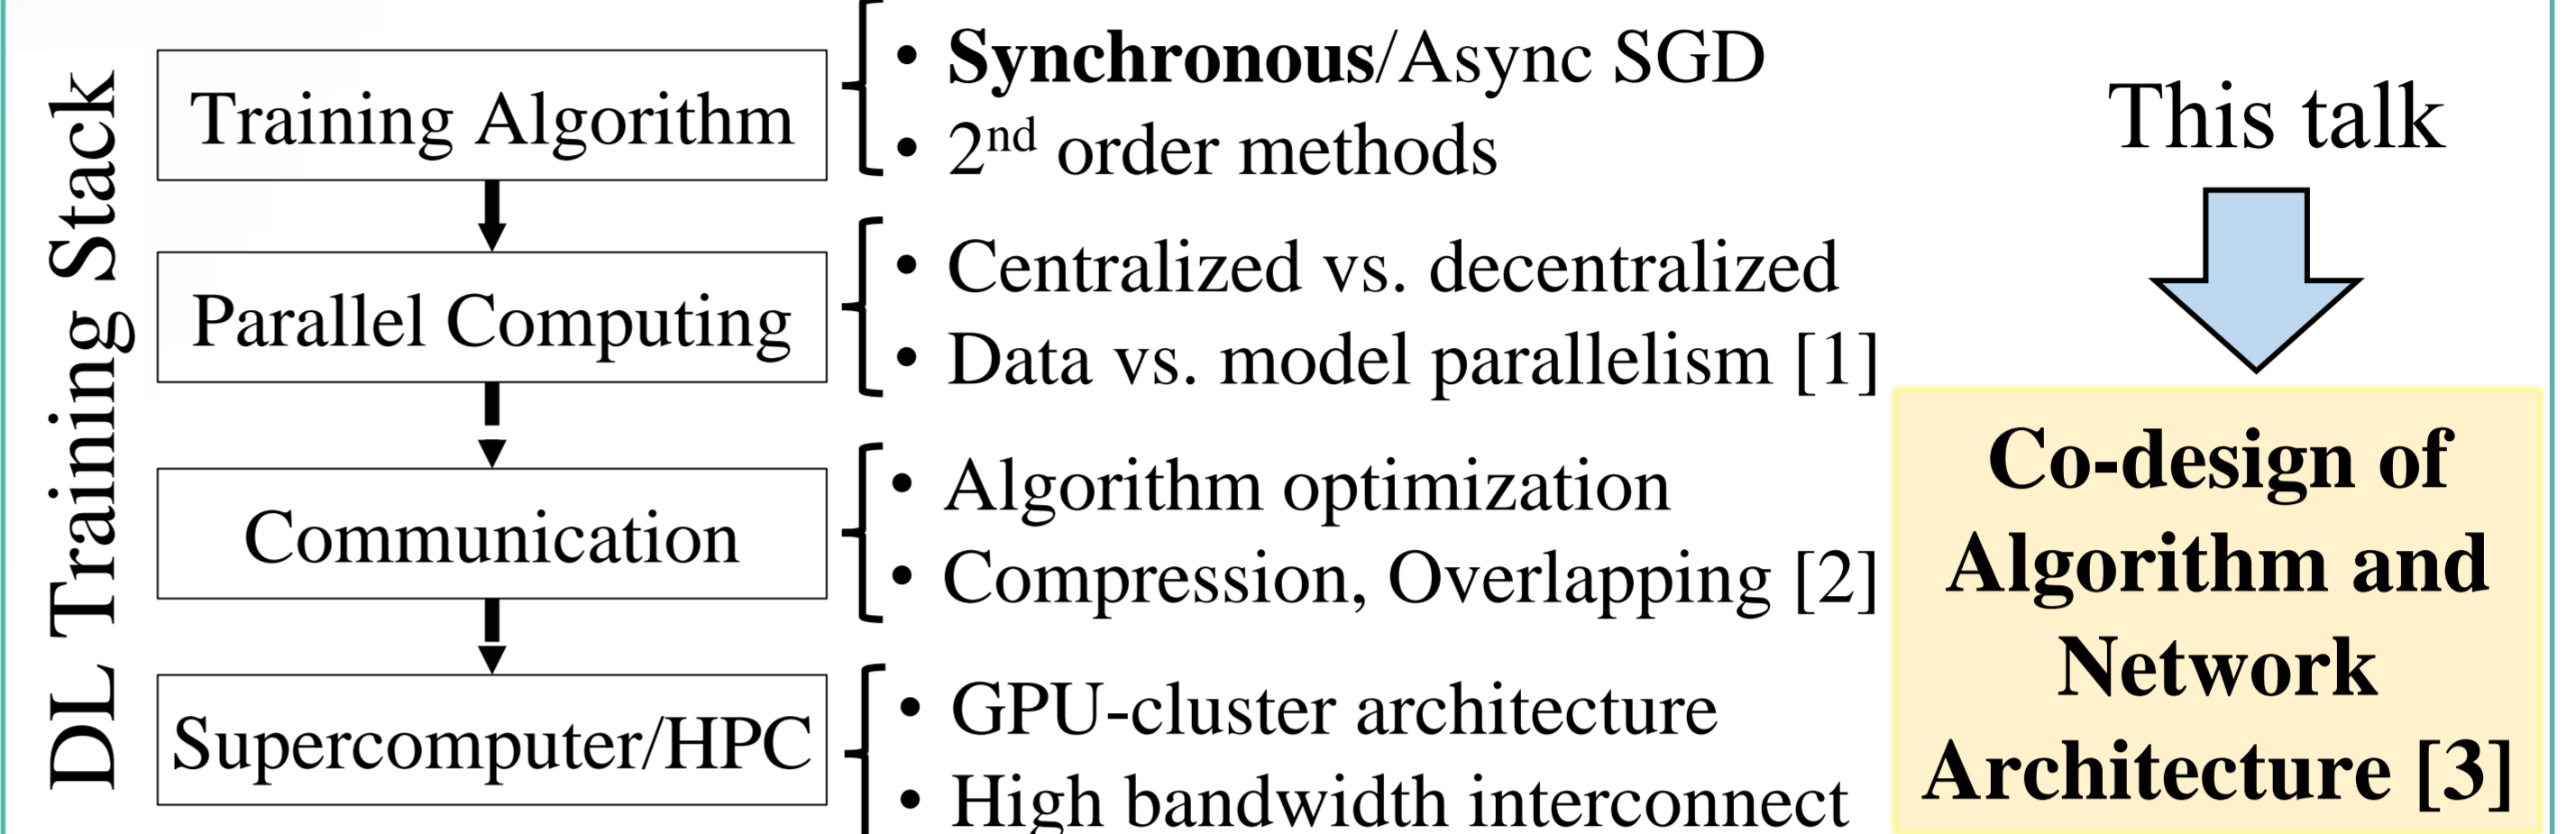 DL Training Stack
Training Algorithm
• Synchronous/Async SGD
• 2nd order methods
Parallel Computing
• Centralized vs. decentralized
• Data vs. model parallelism [1]
Communication
• Algorithm optimization
• Compression, Overlapping [2]
Supercomputer/HPC
• GPU-cluster architecture
• High bandwidth interconnect
This talk
Co-design of
Algorithm and
Network
Architecture [3]